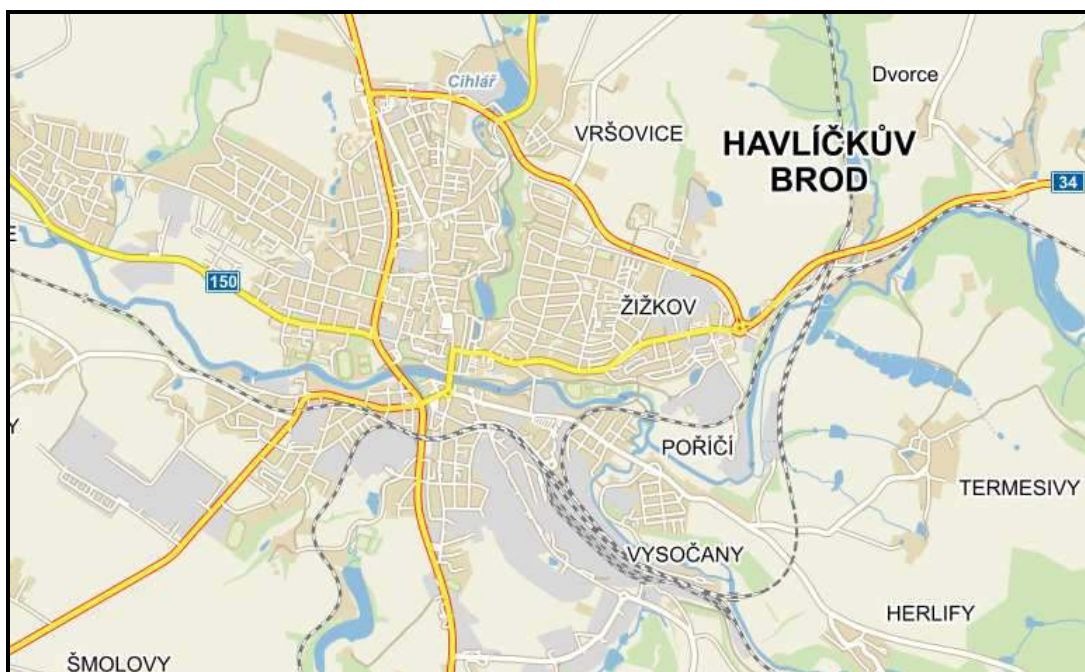 Cihlář
Dvorce
VRŠOVICE
HAVLÍČKŮV
BROD
34
150
ŽIŽKOV
POŘÍČÍ
TERMESIVY
VYSOČANY
HERLIFY
ŠMOLOVY